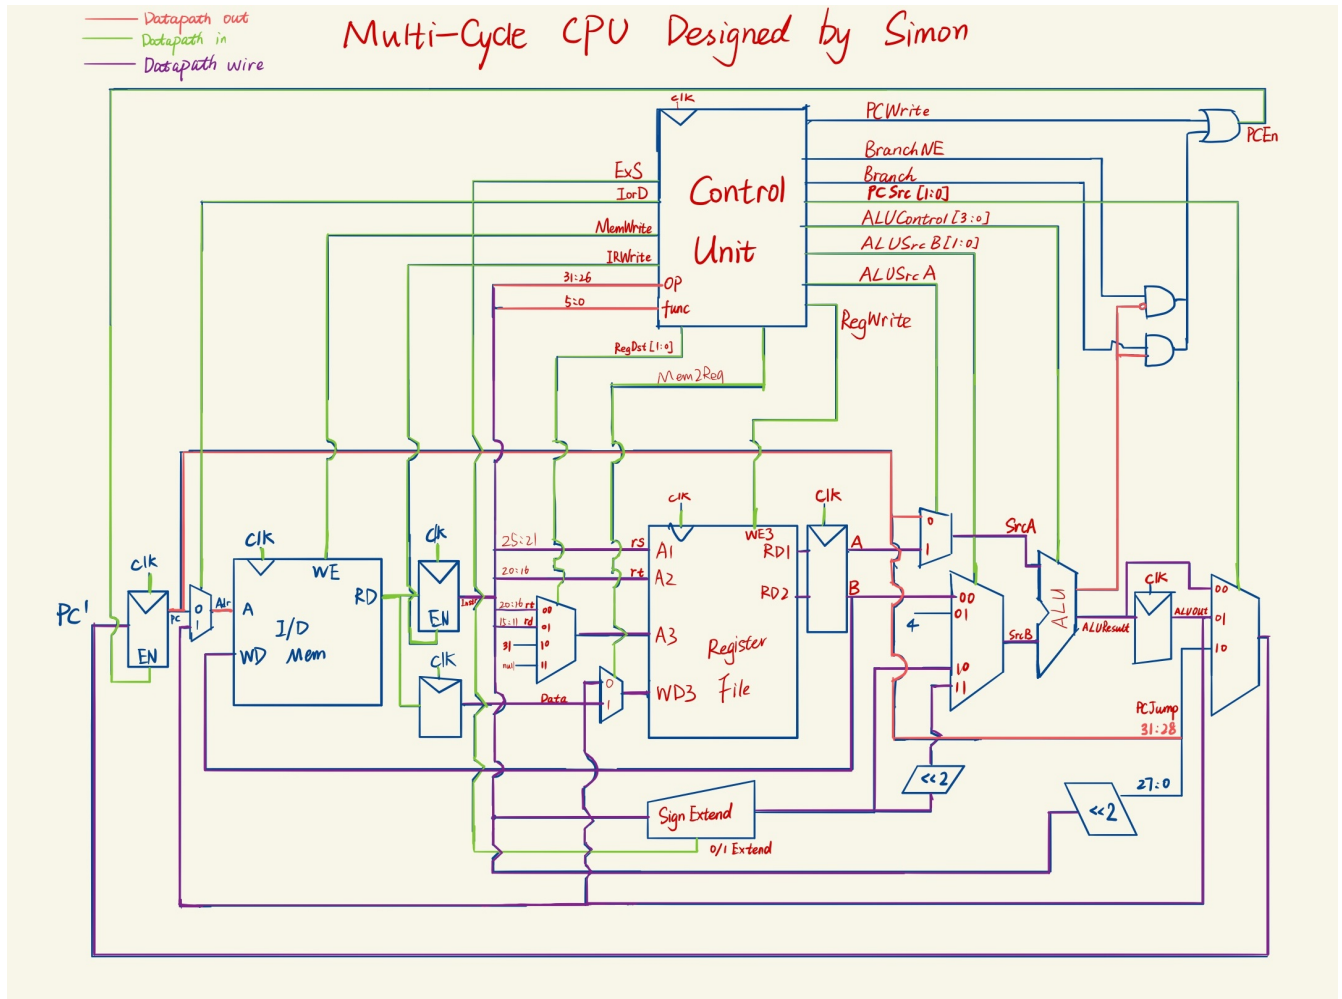 Datapath out
Datapath in
Datapath wire
Multi-Cycle CPU Designed by Simon
clk
PCWrite
PCEn
BranchNE
Branch
PCSrc [1:0]
ALUControl [3:0]
ALUSrcB [1:0]
ALUSrcA
RegWrite
ExS
IorD
MemWrite
IRWrite
31:26
OP
5:0
func
Control
Unit
RegDst [1:0]
Mem2Reg
clk
clk
clk
clk
clk
clk
PC'
EN
PC
0
1
Adr
A
WE
RD
I/D
Mem
WD
EN
Instr
clk
Data
25:21
rs
20:16
rt
20:16 rt
15:11 rd
31
null
00
01
10
11
0
1
A1
A2
A3
WD3
WE3
RD1
RD2
Register
File
A
B
0
1
SrcA
00
01
4
10
11
SrcB
ALU
ALUResult
ALUOut
00
01
10
PCJump
31:28
27:0
<<2
<<2
Sign Extend
0/1 Extend